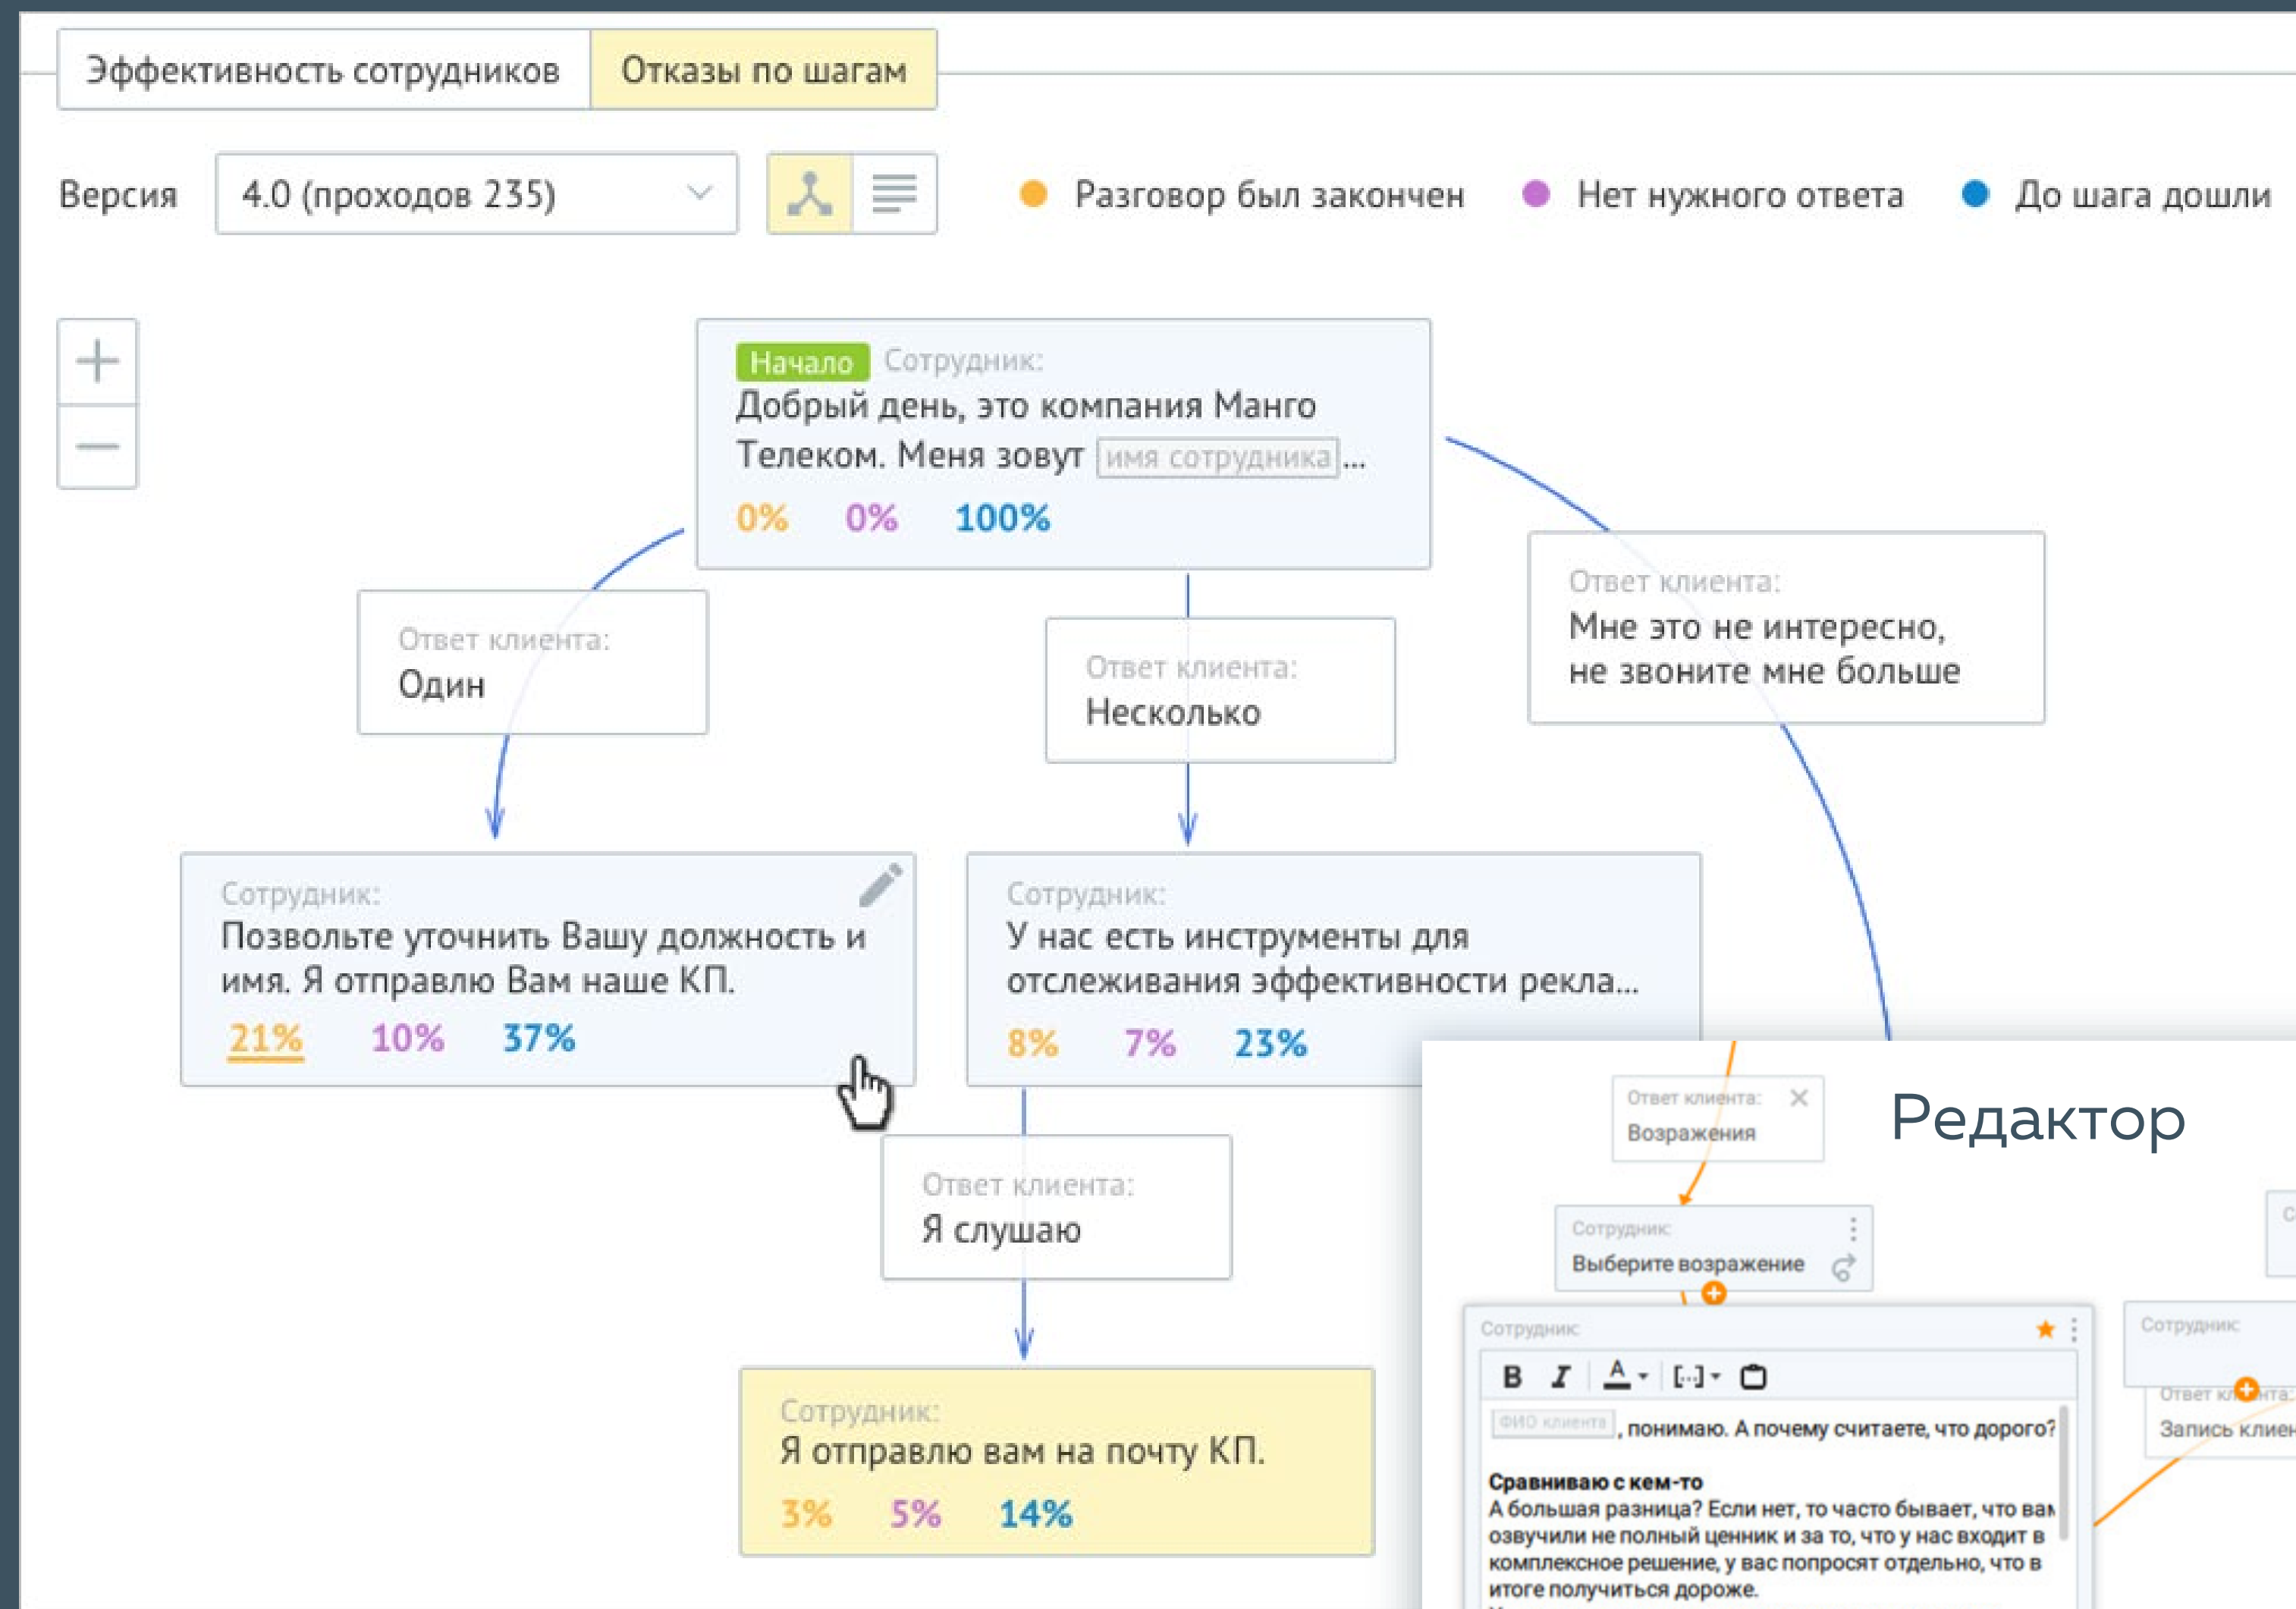 Эффективность сотрудников
Отказы по шагам
Версия
4.0 (проходов 235)
Разговор был закончен
Нет нужного ответа
До шага дошли
Начало Сотрудник:
Добрый день, это компания Манго
Телеком. Меня зовут имя сотрудника ...
0% 0% 100%
Ответ клиента:
Один
Ответ клиента:
Несколько
Ответ клиента:
Мне это не интересно,
не звоните мне больше
Сотрудник:
Позвольте уточнить Вашу должность и
имя. Я отправлю Вам наше КП.
21% 10% 37%
Сотрудник:
У нас есть инструменты для
отслеживания эффективности рекла...
8% 7% 23%
Ответ клиента:
Я слушаю
Сотрудник:
Я отправлю вам на почту КП.
3% 5% 14%
Редактор
Ответ клиента:
Возражения
Сотрудник:
Выберите возражение
Сотрудник:
B I A [...]
ФИО клиента , понимаю. А почему считаете, что дорого?
Сравниваю с кем-то
А большая разница? Если нет, то часто бывает, что вам
озвучили не полный ценник и за то, что у нас входит в
комплексное решение, у вас попросят отдельно, что в
итоге получиться дороже.
Сотрудник:
Ответ клиента:
Запись клиен